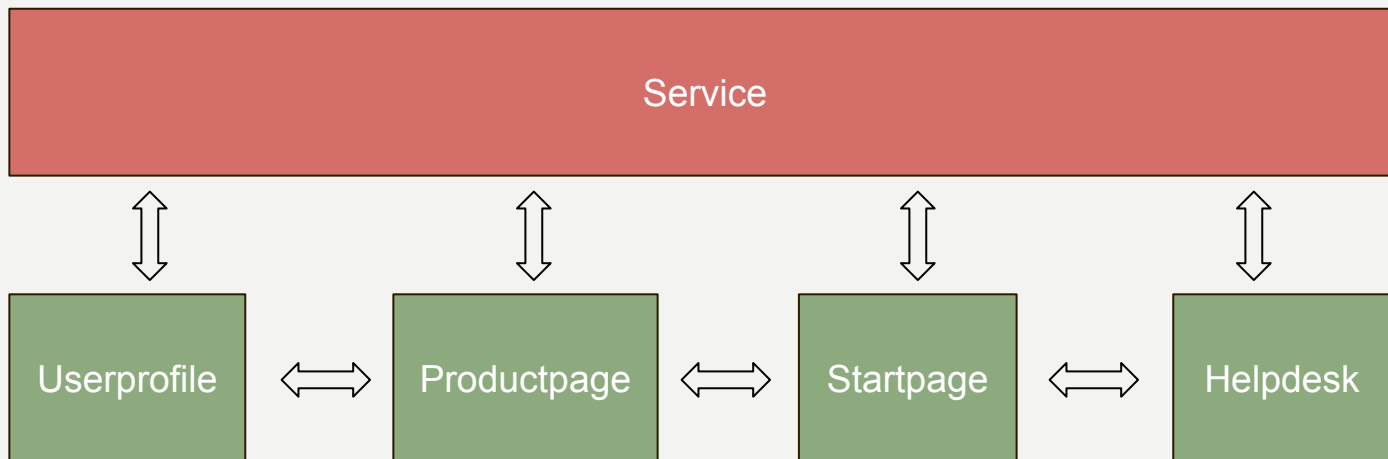 Service
Userprofile
Productpage
Startpage
Helpdesk